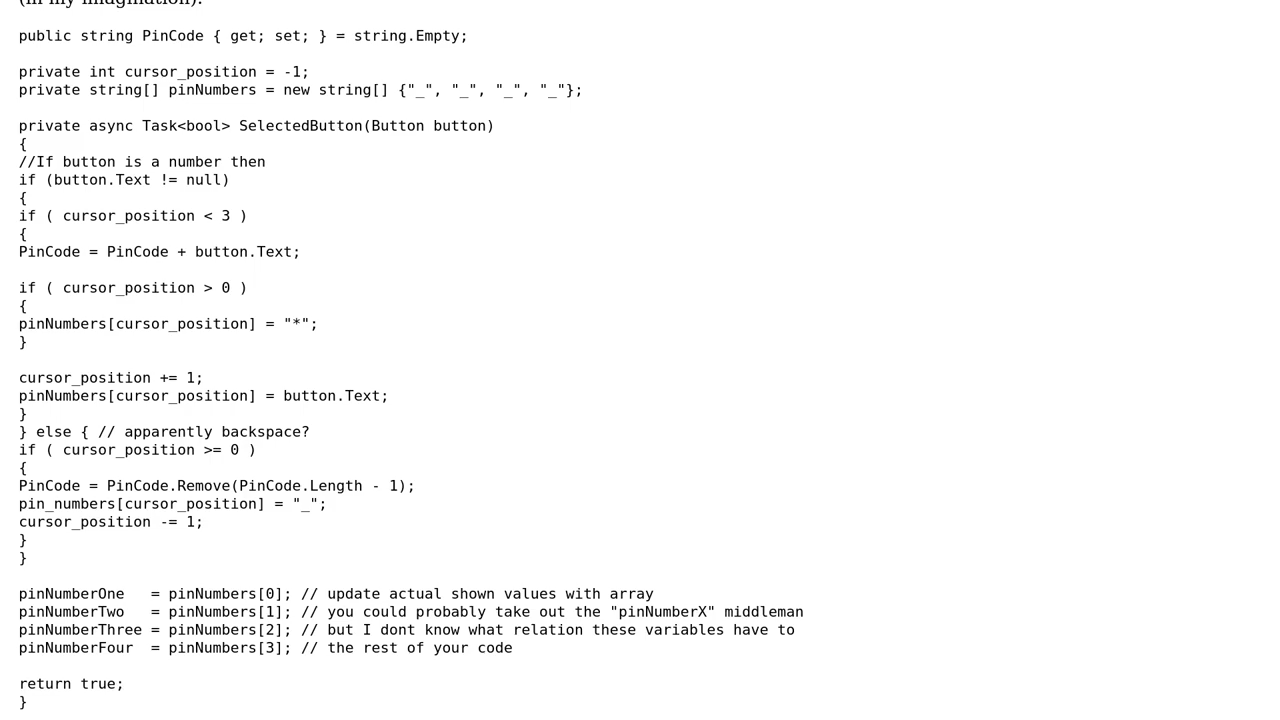 (in my imagination):
public string PinCode { get; set; } = string.Empty;
private int cursor_position = -1;
private string[] pinNumbers = new string[] {"_", "_", "_", "_"};
private async Task<bool> SelectedButton(Button button)
{
//If button is a number then
if (button.Text != null)
{
if ( cursor_position < 3 )
{
PinCode = PinCode + button.Text;
if ( cursor_position > 0 )
{
pinNumbers[cursor_position] = "*";
}
cursor_position += 1;
pinNumbers[cursor_position] = button.Text;
}
} else { // apparently backspace?
if ( cursor_position >= 0 )
{
PinCode = PinCode.Remove(PinCode.Length - 1);
pin_numbers[cursor_position] = "_";
cursor_position -= 1;
}
}
pinNumberOne   = pinNumbers[0]; // update actual shown values with array
pinNumberTwo   = pinNumbers[1]; // you could probably take out the "pinNumberX" middleman
pinNumberThree = pinNumbers[2]; // but I dont know what relation these variables have to
pinNumberFour  = pinNumbers[3]; // the rest of your code
return true;
}